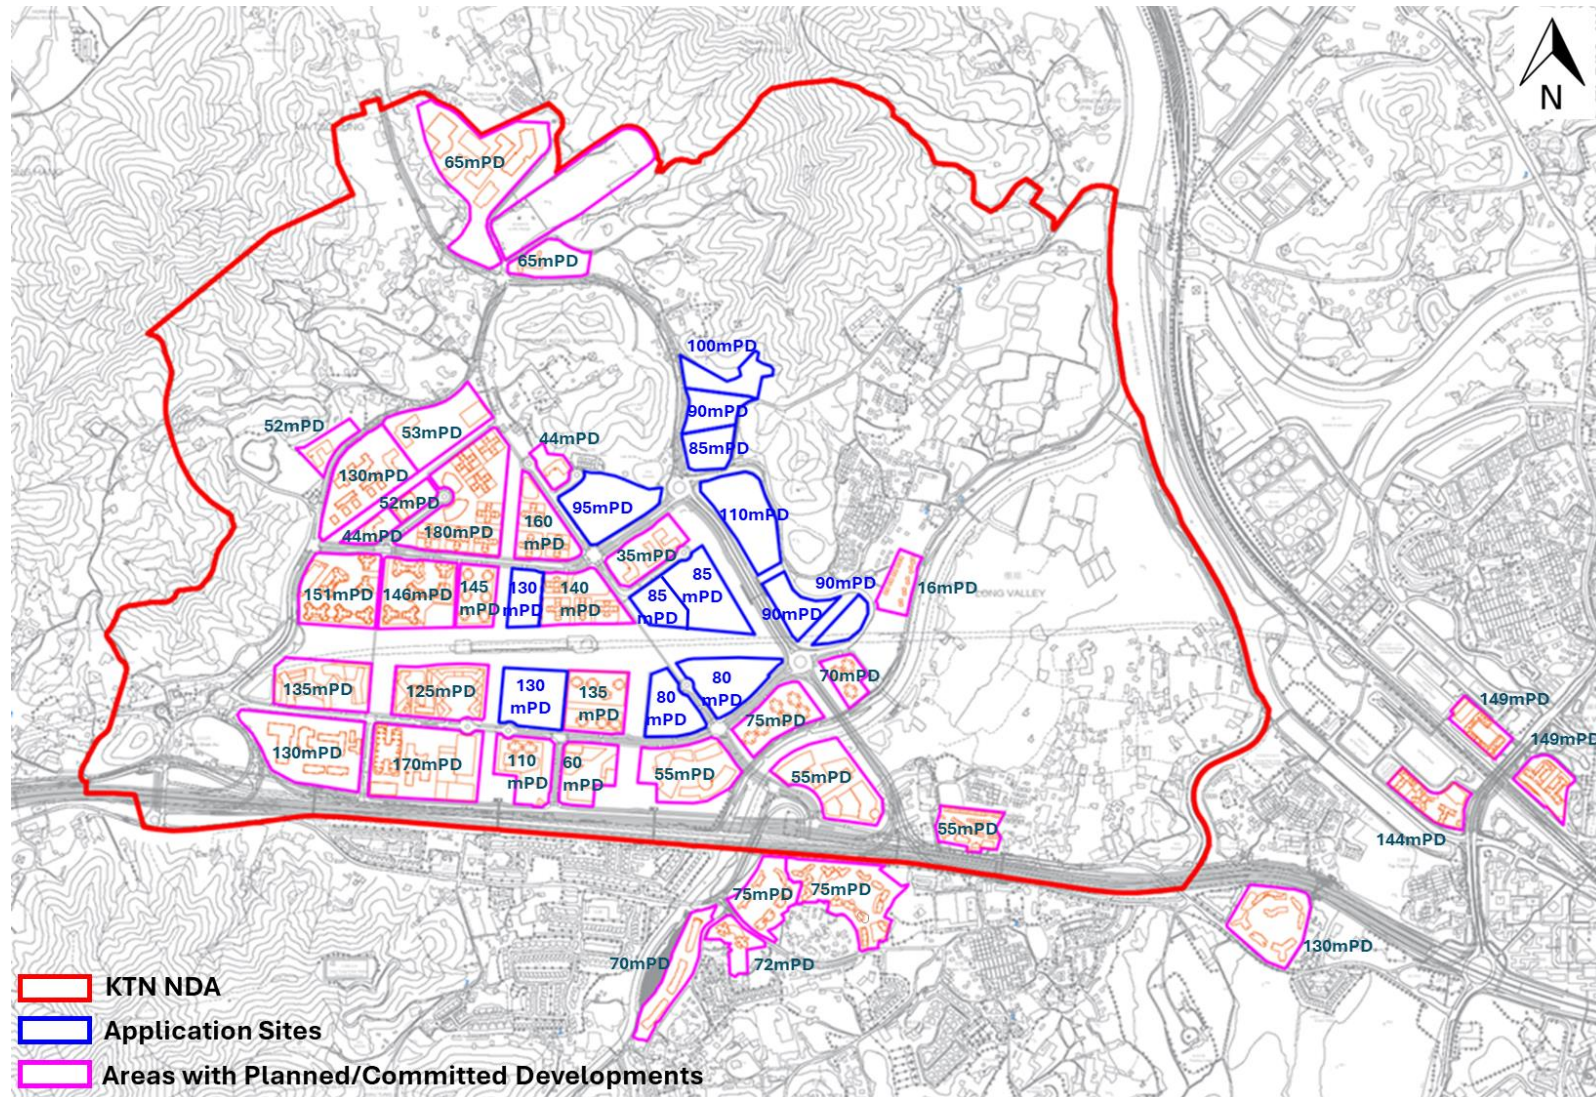 N
65mPD
65mPD
100mPD
90mPD
85mPD
52mPD
53mPD
44mPD
130mPD
52mPD
44mPD
180mPD
160
mPD
95mPD
110mPD
35mPD
151mPD
146mPD
145
mPD
130
mPD
140
mPD
85
mPD
85
mPD
90mPD
90mPD
16mPD
LONG VALLEY
135mPD
125mPD
130
mPD
135
mPD
80
mPD
80
mPD
70mPD
75mPD
130mPD
170mPD
110
mPD
60
mPD
55mPD
55mPD
55mPD
149mPD
149mPD
144mPD
75mPD
75mPD
70mPD
72mPD
130mPD
KTN NDA
Application Sites
Areas with Planned/Committed Developments